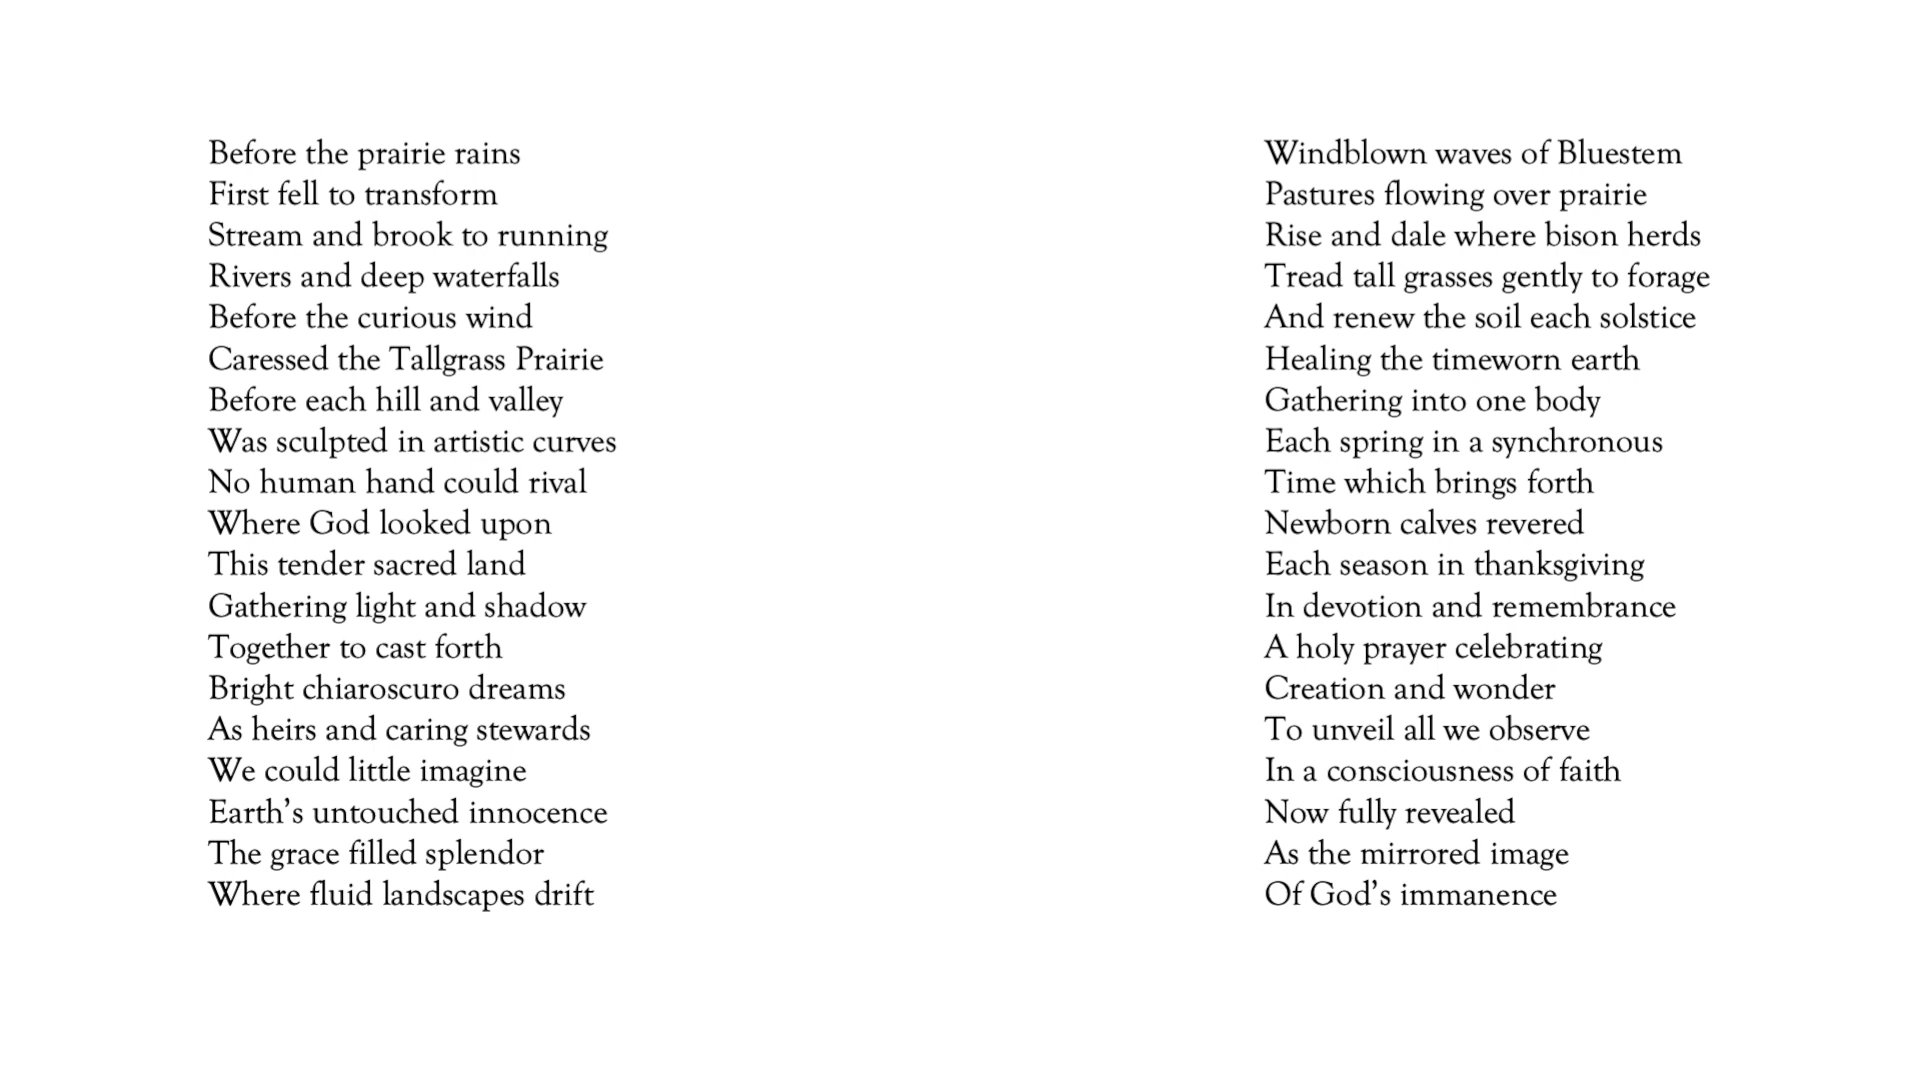 Before the prairie rains
First fell to transform
Stream and brook to running
Rivers and deep waterfalls
Before the curious wind
Caressed the Tallgrass Prairie
Before each hill and valley
Was sculpted in artistic curves
No human hand could rival
Where God looked upon
This tender sacred land
Gathering light and shadow
Together to cast forth
Bright chiaroscuro dreams
As heirs and caring stewards
We could little imagine
Earth’s untouched innocence
The grace filled splendor
Where fluid landscapes drift
Windblown waves of Bluestem
Pastures flowing over prairie
Rise and dale where bison herds
Tread tall grasses gently to forage
And renew the soil each solstice
Healing the timeworn earth
Gathering into one body
Each spring in a synchronous
Time which brings forth
Newborn calves revered
Each season in thanksgiving
In devotion and remembrance
A holy prayer celebrating
Creation and wonder
To unveil all we observe
In a consciousness of faith
Now fully revealed
As the mirrored image
Of God’s immanence